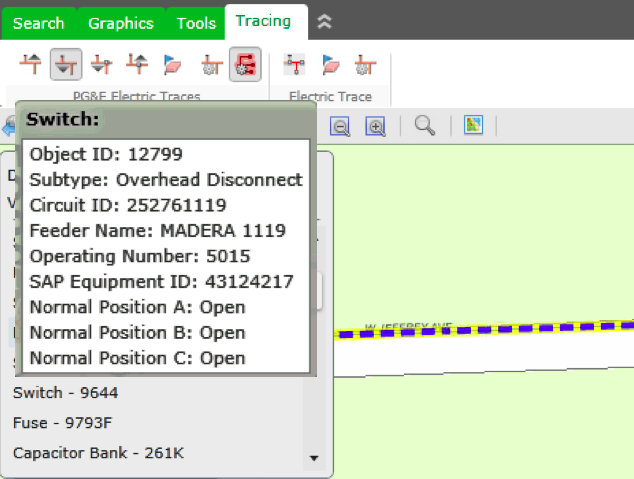 Search Graphics Tools Tracing
PG&E Electric Traces Electric Trace
Switch:
Object ID: 12799
Subtype: Overhead Disconnect
Circuit ID: 252761119
Feeder Name: MADERA 1119
Operating Number: 5015
SAP Equipment ID: 43124217
Normal Position A: Open
Normal Position B: Open
Normal Position C: Open
W JEFFREY AVE
Switch - 9644
Fuse - 9793F
Capacitor Bank - 261K